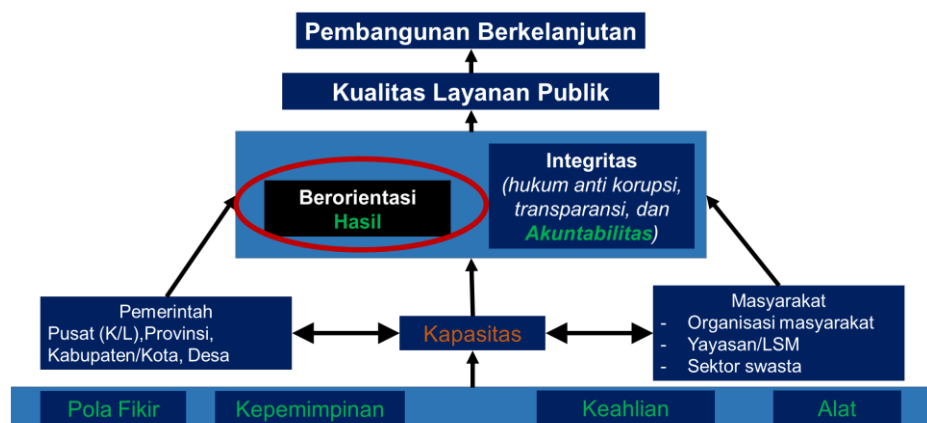 Pembangunan Berkelanjutan
Kualitas Layanan Publik
Berorientasi
Hasil
Integritas
(hukum anti korupsi,
transparansi, dan
Akuntabilitas)
Pemerintah
Pusat (K/L),Provinsi,
Kabupaten/Kota, Desa
Kapasitas
Masyarakat
- Organisasi masyarakat
- Yayasan/LSM
- Sektor swasta
Pola Fikir
Kepemimpinan
Keahlian
Alat